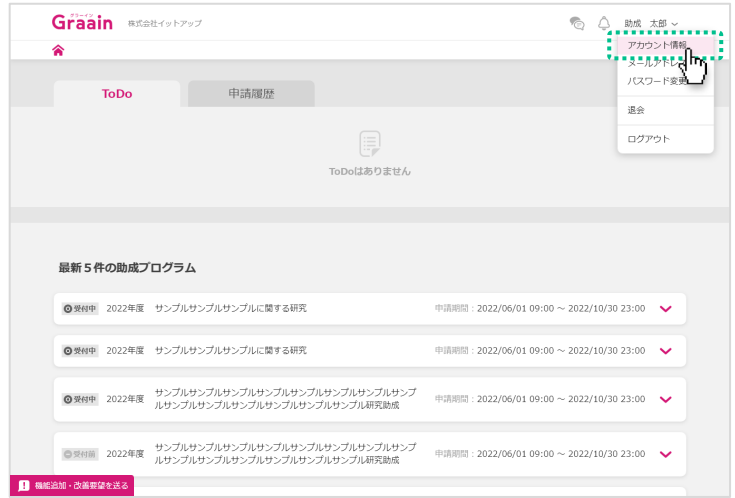 グラーイン
Graain 株式会社イットアップ 助成 太郎
アカウント情報
メールアドレ
パスワード変更
退会
ログアウト
ToDo 申請履歴
ToDoはありません
最新５件の助成プログラム
受付中 2022年度 サンプルサンプルサンプルに関する研究 申請期間：2022/06/01 09:00 ～ 2022/10/30 23:00
受付中 2022年度 サンプルサンプルサンプルに関する研究 申請期間：2022/06/01 09:00 ～ 2022/10/30 23:00
受付中 2022年度 サンプルサンプルサンプルサンプルサンプルサンプルサンプルサンプ
ルサンプルサンプルサンプルサンプルサンプルサンプル研究助成 申請期間：2022/06/01 09:00 ～ 2022/10/30 23:00
受付前 2022年度 サンプルサンプルサンプルサンプルサンプルサンプルサンプルサンプ
ルサンプルサンプルサンプルサンプルサンプルサンプル研究助成 申請期間：2022/06/01 09:00 ～ 2022/10/30 23:00
機能追加・改善要望を送る